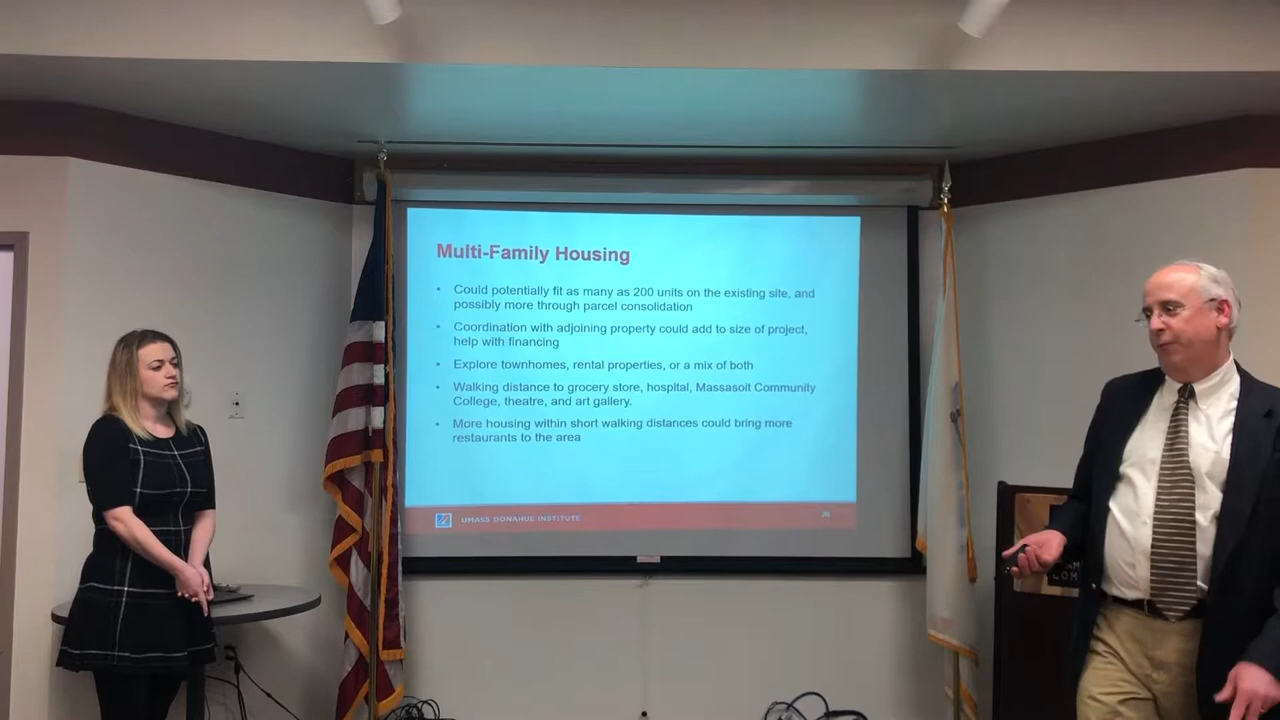 Multi-Family Housing
• Could potentially fit as many as 200 units on the existing site, and
possibly more through parcel consolidation
• Coordination with adjoining property could add to size of project,
help with financing
• Explore townhomes, rental properties, or a mix of both
• Walking distance to grocery store, hospital, Massasoit Community
College, theatre, and art gallery.
• More housing within short walking distances could bring more
restaurants to the area
UMASS DONAHUE INSTITUTE